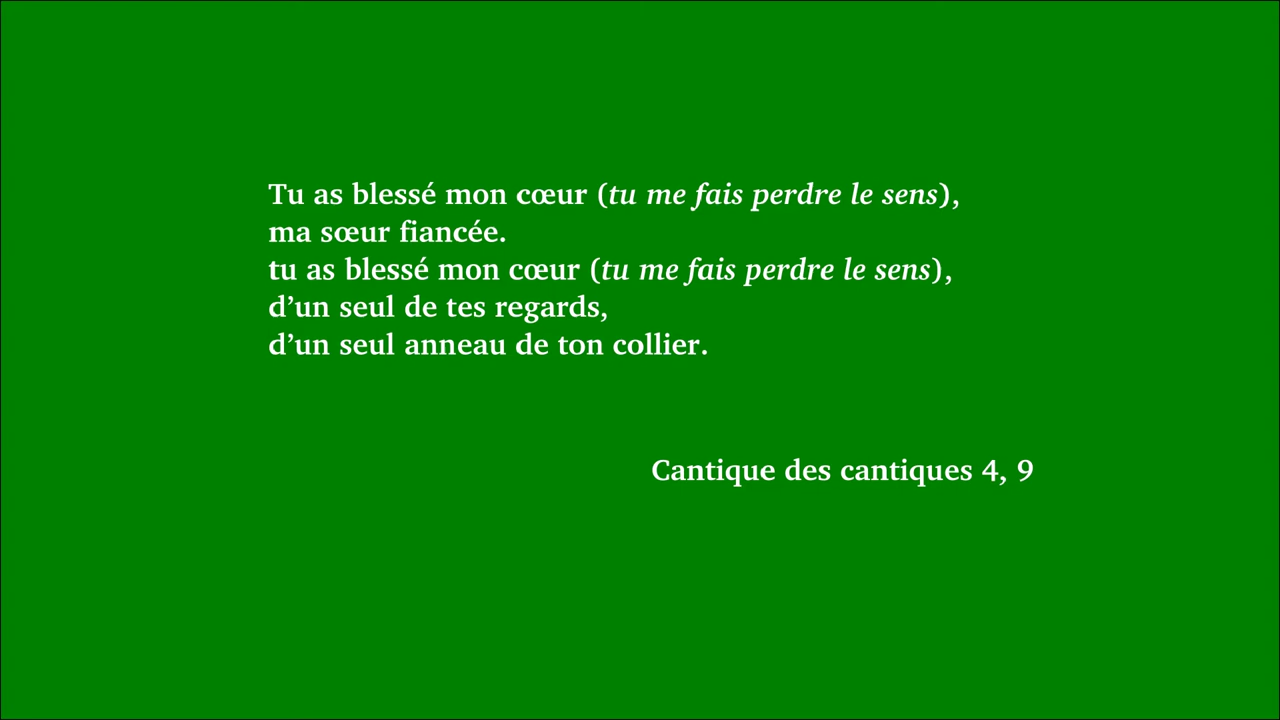 Tu as blessé mon cœur (tu me fais perdre le sens),
ma sœur fiancée.
tu as blessé mon cœur (tu me fais perdre le sens),
d’un seul de tes regards,
d’un seul anneau de ton collier.
Cantique des cantiques 4, 9